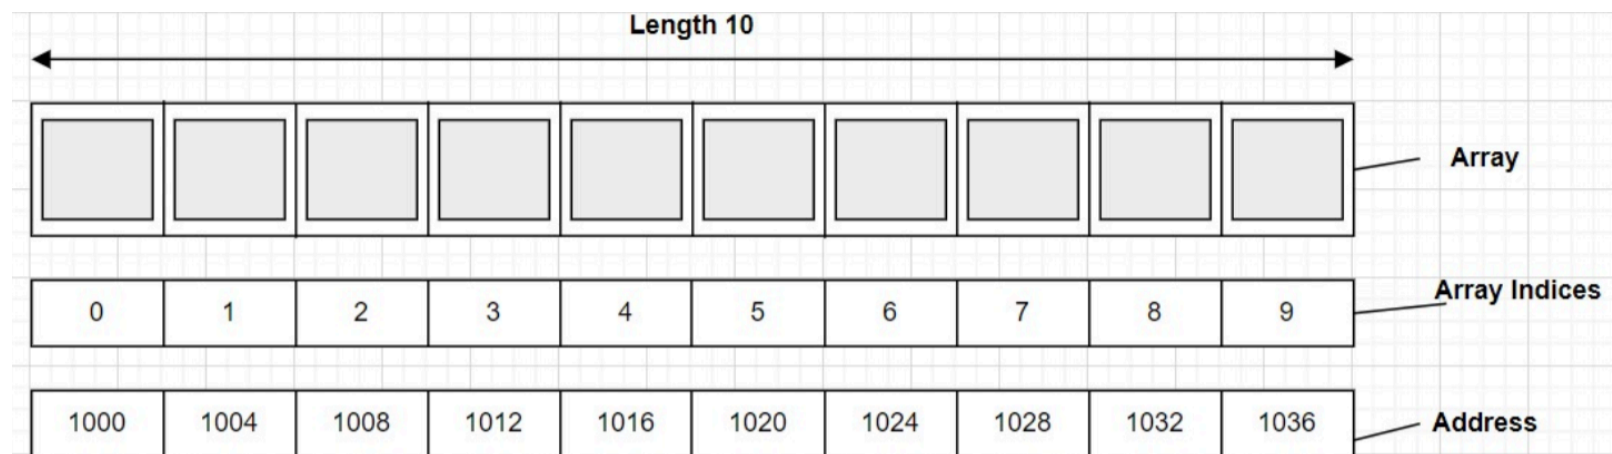 Length 10
Array
0 1 2 3 4 5 6 7 8 9 Array Indices
1000 1004 1008 1012 1016 1020 1024 1028 1032 1036 Address